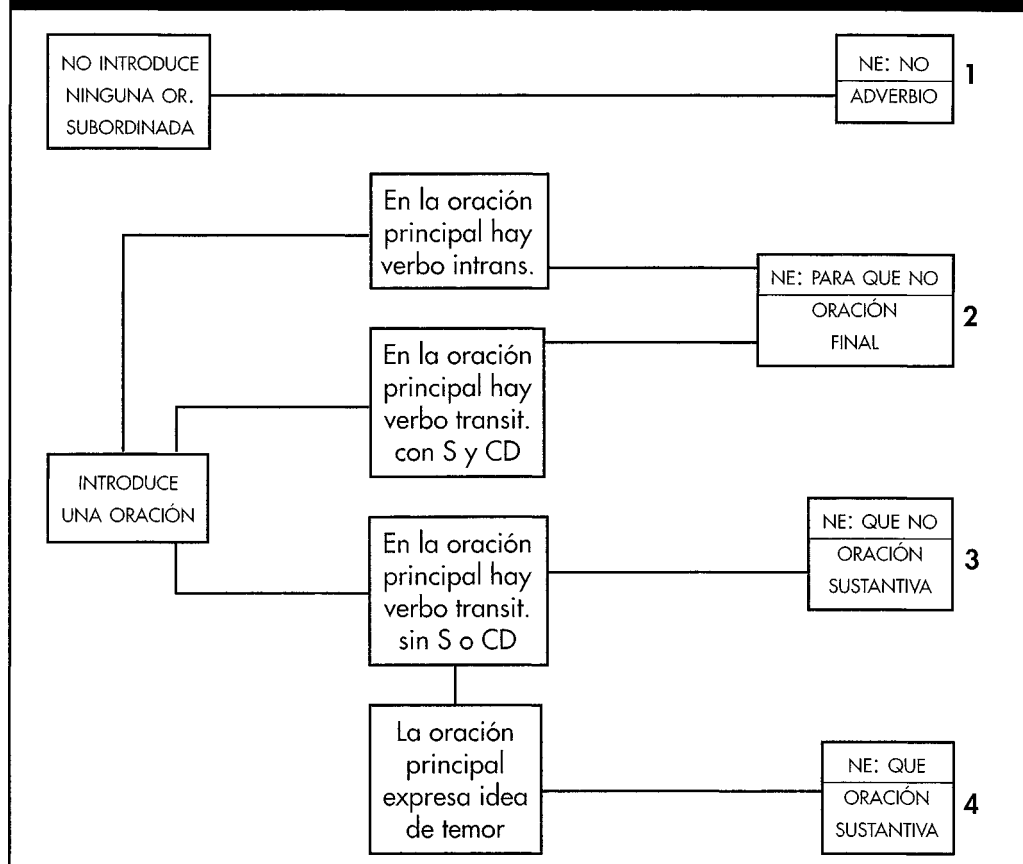 NO INTRODUCE
NINGUNA OR.
SUBORDINADA
NE: NO
ADVERBIO
1
En la oración
principal hay
verbo intrans.
NE: PARA QUE NO
ORACIÓN
FINAL
2
En la oración
principal hay
verbo transit.
con S y CD
INTRODUCE
UNA ORACIÓN
En la oración
principal hay
verbo transit.
sin S o CD
NE: QUE NO
ORACIÓN
SUSTANTIVA
3
La oración
principal
expresa idea
de temor
NE: QUE
ORACIÓN
SUSTANTIVA
4